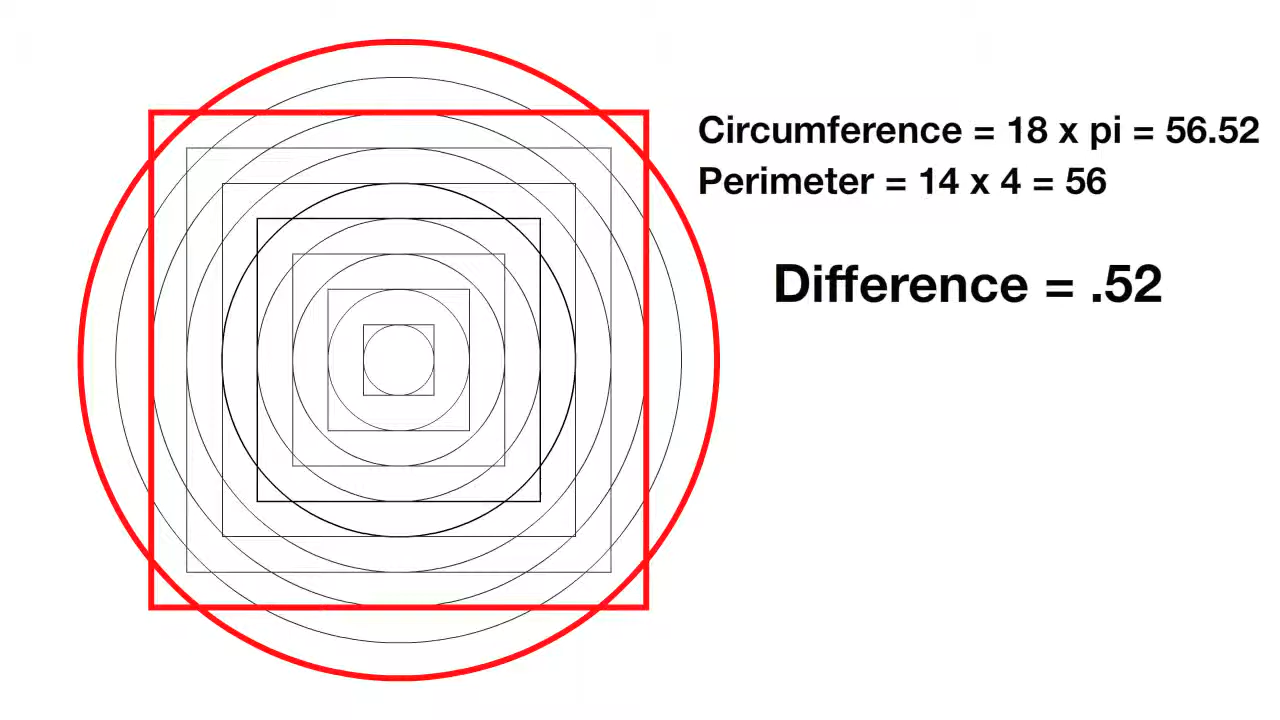 Circumference = 18 x pi = 56.52
Perimeter = 14 x 4 = 56
Difference = .52